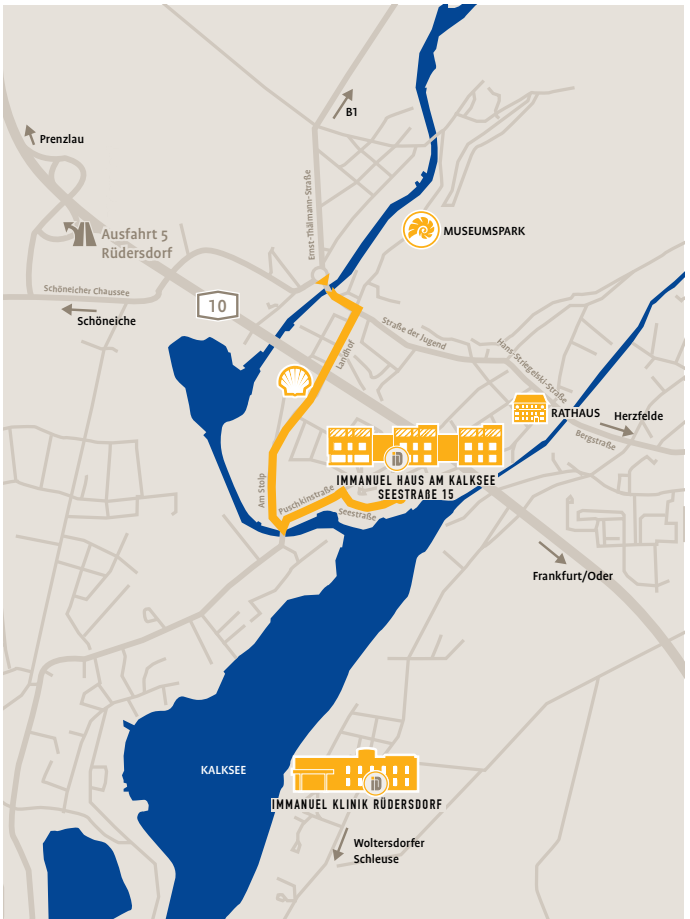 B1
Prenzlau
Ernst-Thälmann-Straße
MUSEUMSPARK
Ausfahrt 5
Rüdersdorf
Schöneicher Chaussee
10
Schöneiche
Straße der Jugend
Landhof
Hans-Striegelski-Straße
RATHAUS
Herzfelde
Bergstraße
iD
IMMANUEL HAUS AM KALKSEE
SEESTRAßE 15
Am Stolp
Puschkinstraße
Seestraße
Frankfurt/Oder
KALKSEE
iD
IMMANUEL KLINIK RÜDERSDORF
Woltersdorfer
Schleuse